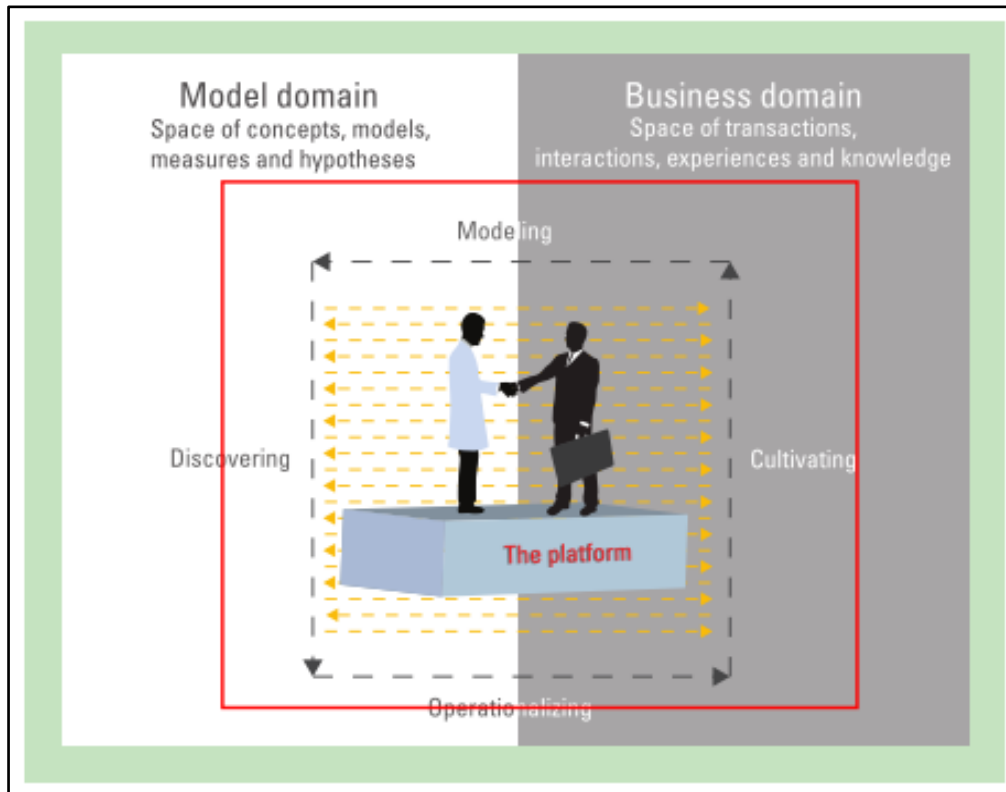 Model domain
Space of concepts, models,
measures and hypotheses
Business domain
Space of transactions,
interactions, experiences and knowledge
Modeling
Discovering
Cultivating
The platform
Operationalizing